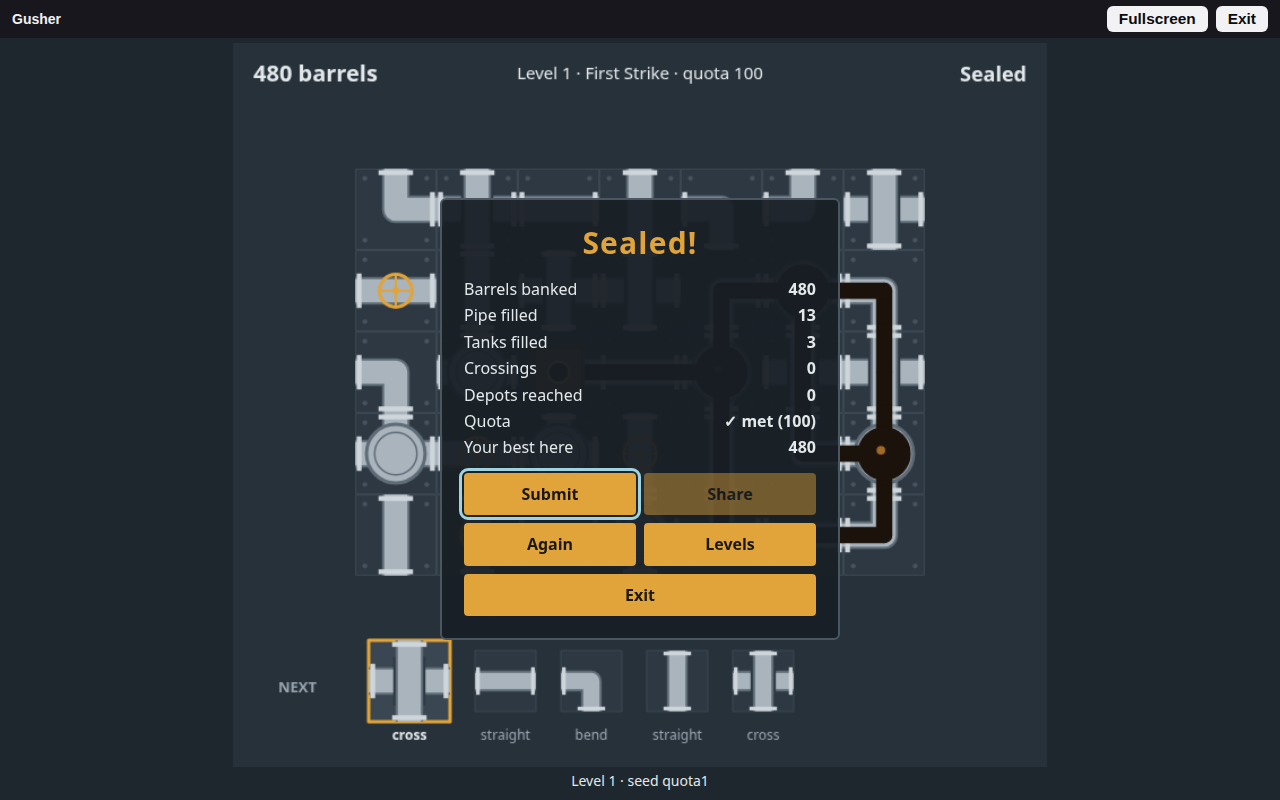 Gusher
Fullscreen
Exit
480 barrels
Level 1 · First Strike · quota 100
Sealed
Sealed!
Barrels banked 480
Pipe filled 13
Tanks filled 3
Crossings 0
Depots reached 0
Quota ✓ met (100)
Your best here 480
Submit
Share
Again
Levels
Exit
NEXT
cross
straight
bend
straight
cross
Level 1 · seed quota1